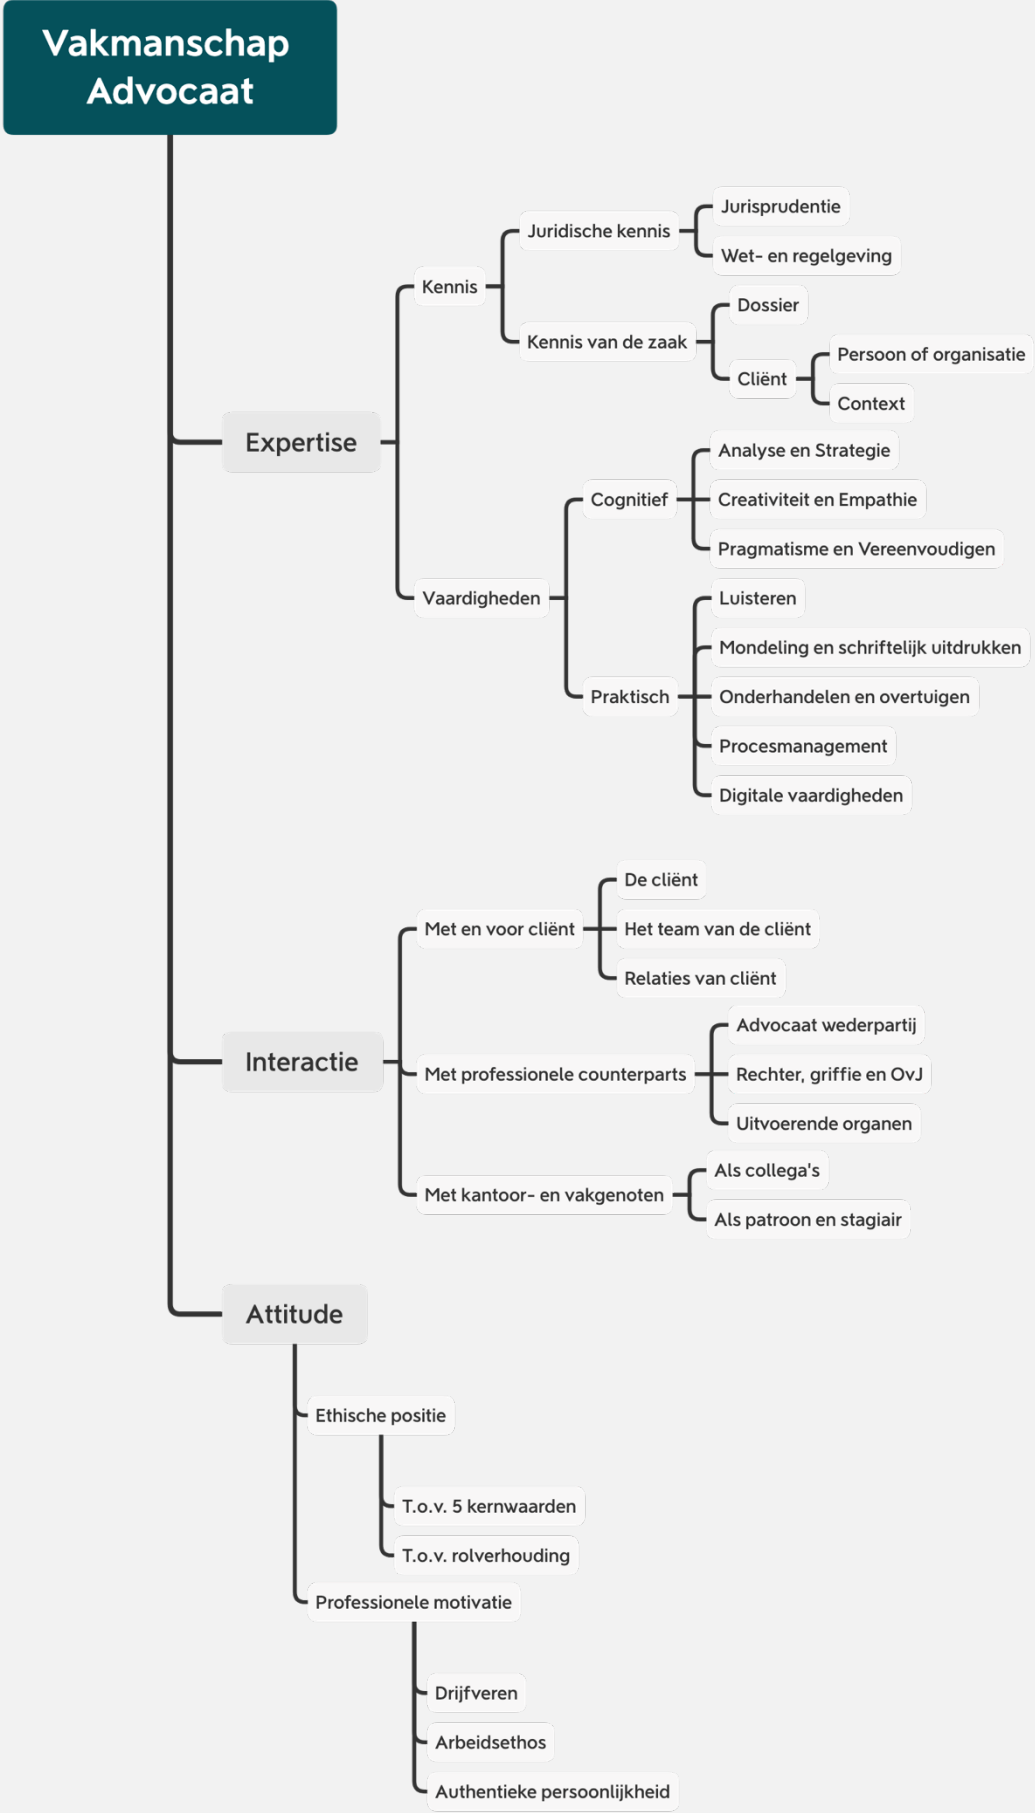 Vakmanschap
Advocaat
Expertise
Kennis
Juridische kennis
Jurisprudentie
Wet- en regelgeving
Kennis van de zaak
Dossier
Cliënt
Persoon of organisatie
Context
Vaardigheden
Cognitief
Analyse en Strategie
Creativiteit en Empathie
Pragmatisme en Vereenvoudigen
Praktisch
Luisteren
Mondeling en schriftelijk uitdrukken
Onderhandelen en overtuigen
Procesmanagement
Digitale vaardigheden
Interactie
Met en voor cliënt
De cliënt
Het team van de cliënt
Relaties van cliënt
Met professionele counterparts
Advocaat wederpartij
Rechter, griffie en OvJ
Uitvoerende organen
Met kantoor- en vakgenoten
Als collega's
Als patroon en stagiair
Attitude
Ethische positie
T.o.v. 5 kernwaarden
T.o.v. rolverhouding
Professionele motivatie
Drijfveren
Arbeidsethos
Authentieke persoonlijkheid